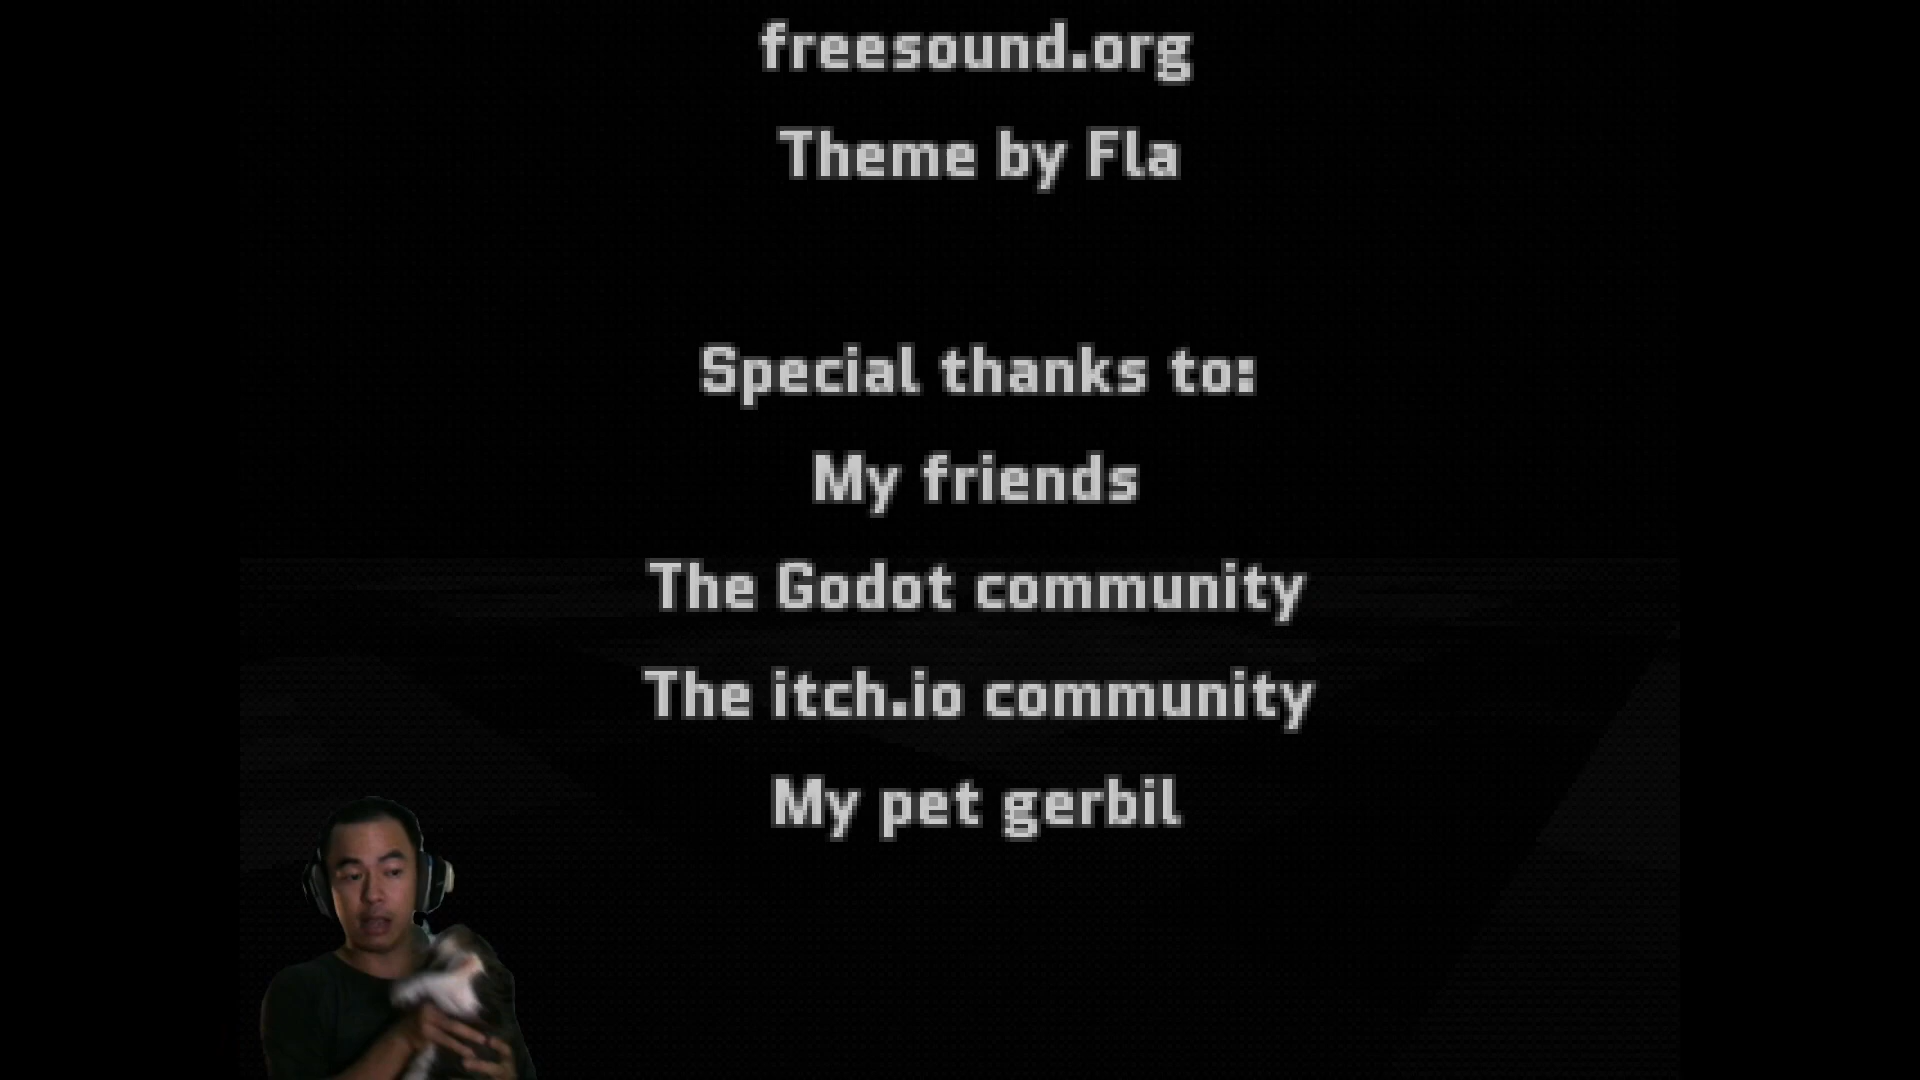 freesound.org
Theme by Fla
Special thanks to:
My friends
The Godot community
The itch.io community
My pet gerbil